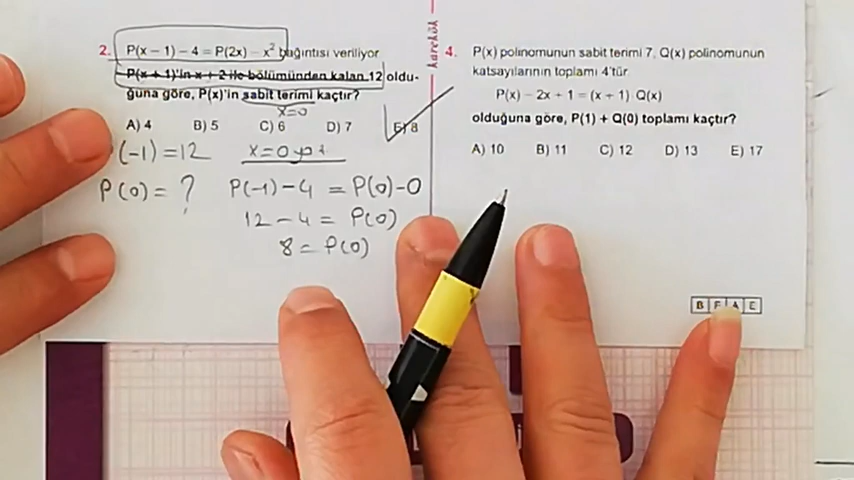 2. P(x − 1) − 4 = P(2x) − x² bağıntısı veriliyor
P(x + 1)'in x + 2 ile bölümünden kalan 12 oldu-
ğuna göre, P(x)'in sabit terimi kaçtır?
x=0
A) 4 B) 5 C) 6 D) 7 E) 8
P(-1) = 12 x=0
P(0) = ? P(-1) - 4 = P(0) - 0
12 - 4 = P(0)
8 = P(0)
karekök
4. P(x) polinomunun sabit terimi 7, Q(x) polinomunun
katsayılarının toplamı 4'tür.
P(x) − 2x + 1 = (x + 1) Q(x)
olduğuna göre, P(1) + Q(0) toplamı kaçtır?
A) 10 B) 11 C) 12 D) 13 E) 17
B E A E